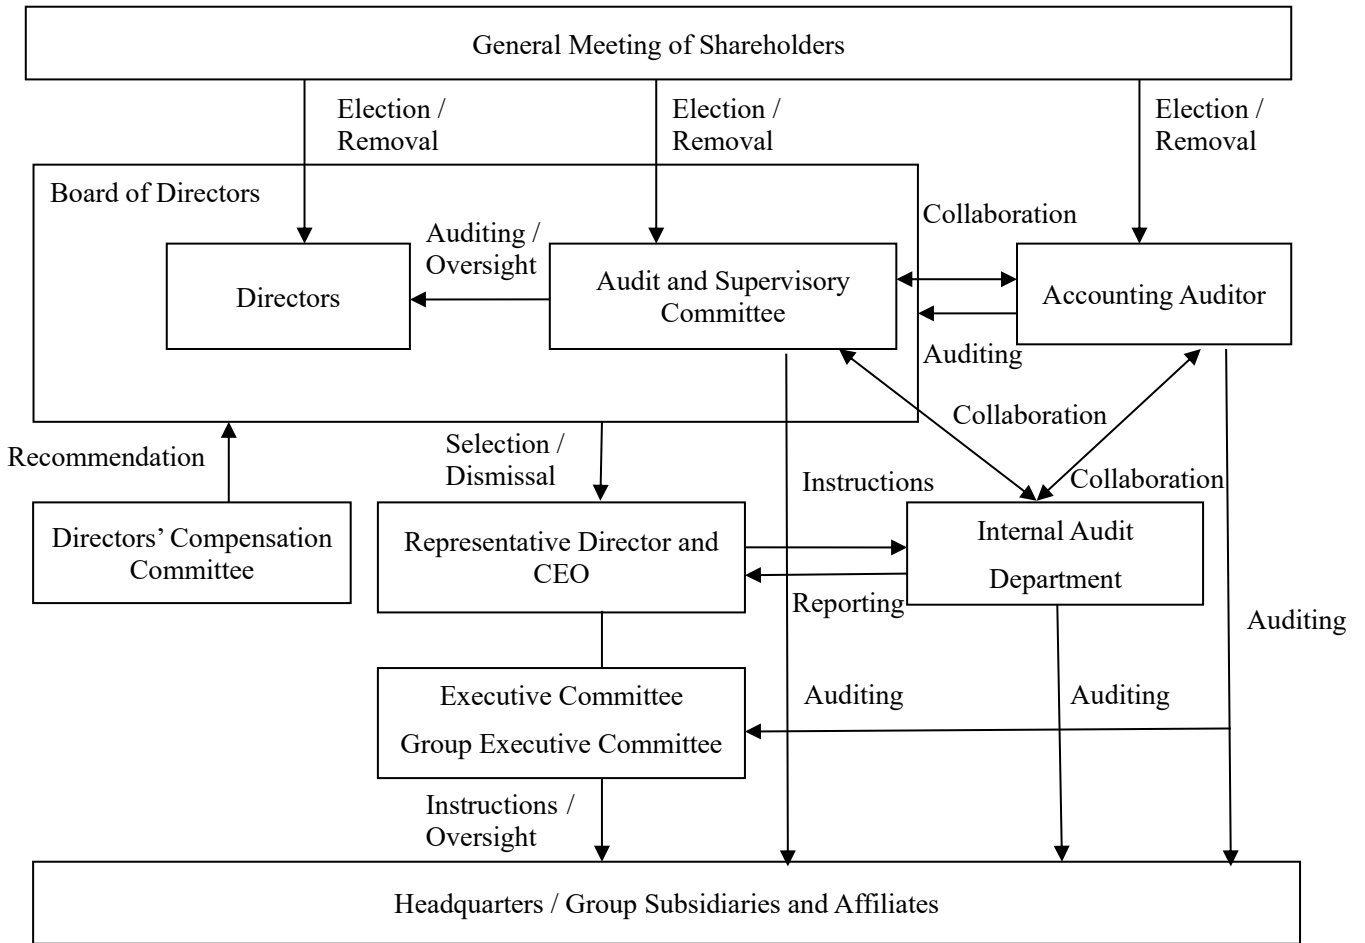 General Meeting of Shareholders
Election /
Removal
Election /
Removal
Election /
Removal
Board of Directors
Collaboration
Auditing /
Oversight
Directors
Audit and Supervisory
Committee
Accounting Auditor
Auditing
Collaboration
Recommendation
Selection /
Dismissal
Instructions
Collaboration
Directors’ Compensation
Committee
Representative Director and
CEO
Internal Audit
Department
Reporting
Auditing
Executive Committee
Group Executive Committee
Auditing
Auditing
Instructions /
Oversight
Headquarters / Group Subsidiaries and Affiliates